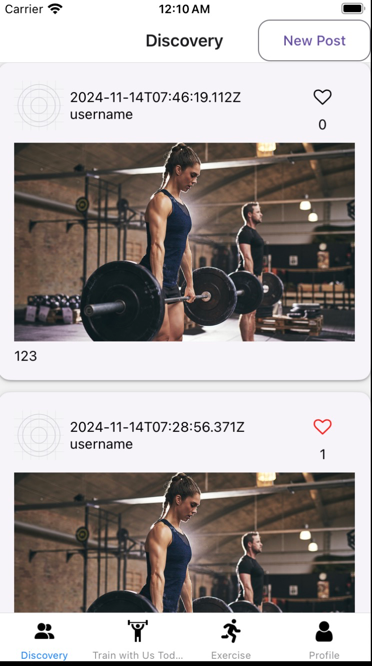 Carrier 12:10 AM
Discovery New Post
2024-11-14T07:46:19.112Z
username
0
123
2024-11-14T07:28:56.371Z
username
1
Discovery Train with Us Tod... Exercise Profile